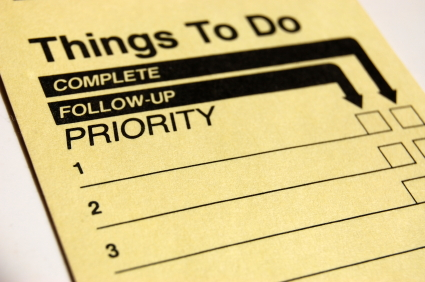 Things To Do
COMPLETE
FOLLOW-UP
PRIORITY
1
2
3